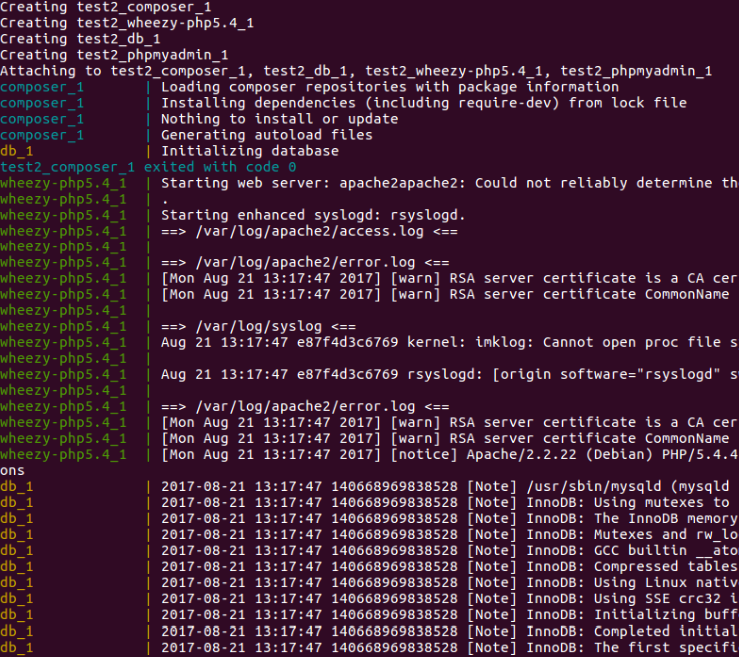 Creating test2_composer_1
Creating test2_wheezy-php5.4_1
Creating test2_db_1
Creating test2_phpmyadmin_1
Attaching to test2_composer_1, test2_db_1, test2_wheezy-php5.4_1, test2_phpmyadmin_1
composer_1 | Loading composer repositories with package information
composer_1 | Installing dependencies (including require-dev) from lock file
composer_1 | Nothing to install or update
composer_1 | Generating autoload files
db_1 | Initializing database
test2_composer_1 exited with code 0
wheezy-php5.4_1 | Starting web server: apache2apache2: Could not reliably determine th
wheezy-php5.4_1 | .
wheezy-php5.4_1 | Starting enhanced syslogd: rsyslogd.
wheezy-php5.4_1 | ==> /var/log/apache2/access.log <==
wheezy-php5.4_1 |
wheezy-php5.4_1 | ==> /var/log/apache2/error.log <==
wheezy-php5.4_1 | [Mon Aug 21 13:17:47 2017] [warn] RSA server certificate is a CA cer
wheezy-php5.4_1 | [Mon Aug 21 13:17:47 2017] [warn] RSA server certificate CommonName
wheezy-php5.4_1 |
wheezy-php5.4_1 | ==> /var/log/syslog <==
wheezy-php5.4_1 | Aug 21 13:17:47 e87f4d3c6769 kernel: imklog: Cannot open proc file s
wheezy-php5.4_1 |
wheezy-php5.4_1 | Aug 21 13:17:47 e87f4d3c6769 rsyslogd: [origin software="rsyslogd" sw
wheezy-php5.4_1 |
wheezy-php5.4_1 | ==> /var/log/apache2/error.log <==
wheezy-php5.4_1 | [Mon Aug 21 13:17:47 2017] [warn] RSA server certificate is a CA cer
wheezy-php5.4_1 | [Mon Aug 21 13:17:47 2017] [warn] RSA server certificate CommonName
wheezy-php5.4_1 | [Mon Aug 21 13:17:47 2017] [notice] Apache/2.2.22 (Debian) PHP/5.4.4
ons
db_1 | 2017-08-21 13:17:47 140668969838528 [Note] /usr/sbin/mysqld (mysqld
db_1 | 2017-08-21 13:17:47 140668969838528 [Note] InnoDB: Using mutexes to
db_1 | 2017-08-21 13:17:47 140668969838528 [Note] InnoDB: The InnoDB memory
db_1 | 2017-08-21 13:17:47 140668969838528 [Note] InnoDB: Mutexes and rw_lo
db_1 | 2017-08-21 13:17:47 140668969838528 [Note] InnoDB: GCC builtin __ato
db_1 | 2017-08-21 13:17:47 140668969838528 [Note] InnoDB: Compressed tables
db_1 | 2017-08-21 13:17:47 140668969838528 [Note] InnoDB: Using Linux nativ
db_1 | 2017-08-21 13:17:47 140668969838528 [Note] InnoDB: Using SSE crc32 i
db_1 | 2017-08-21 13:17:47 140668969838528 [Note] InnoDB: Initializing buff
db_1 | 2017-08-21 13:17:47 140668969838528 [Note] InnoDB: Completed initial
db_1 | 2017-08-21 13:17:47 140668969838528 [Note] InnoDB: The first specifi